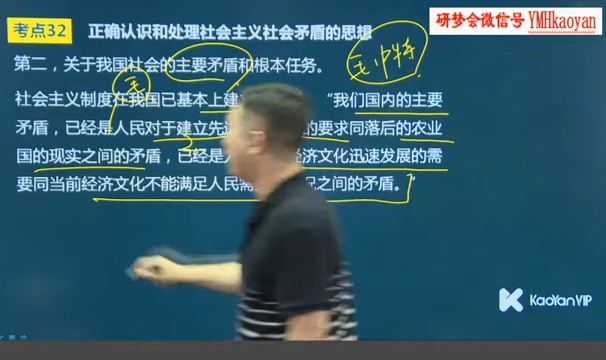 研梦会微信号
YMHkaoyan
考点32 正确认识和处理社会主义社会矛盾的思想
第二，关于我国社会的主要矛盾和根本任务。
毛 中特
毛
社会主义制度在我国已基本上建 “我们国内的主要
矛盾，已经是人民对于建立先 的要求同落后的农业
国的现实之间的矛盾，已经是 经济文化迅速发展的需
要同当前经济文化不能满足人民需 况之间的矛盾。”
KaoYanVIP